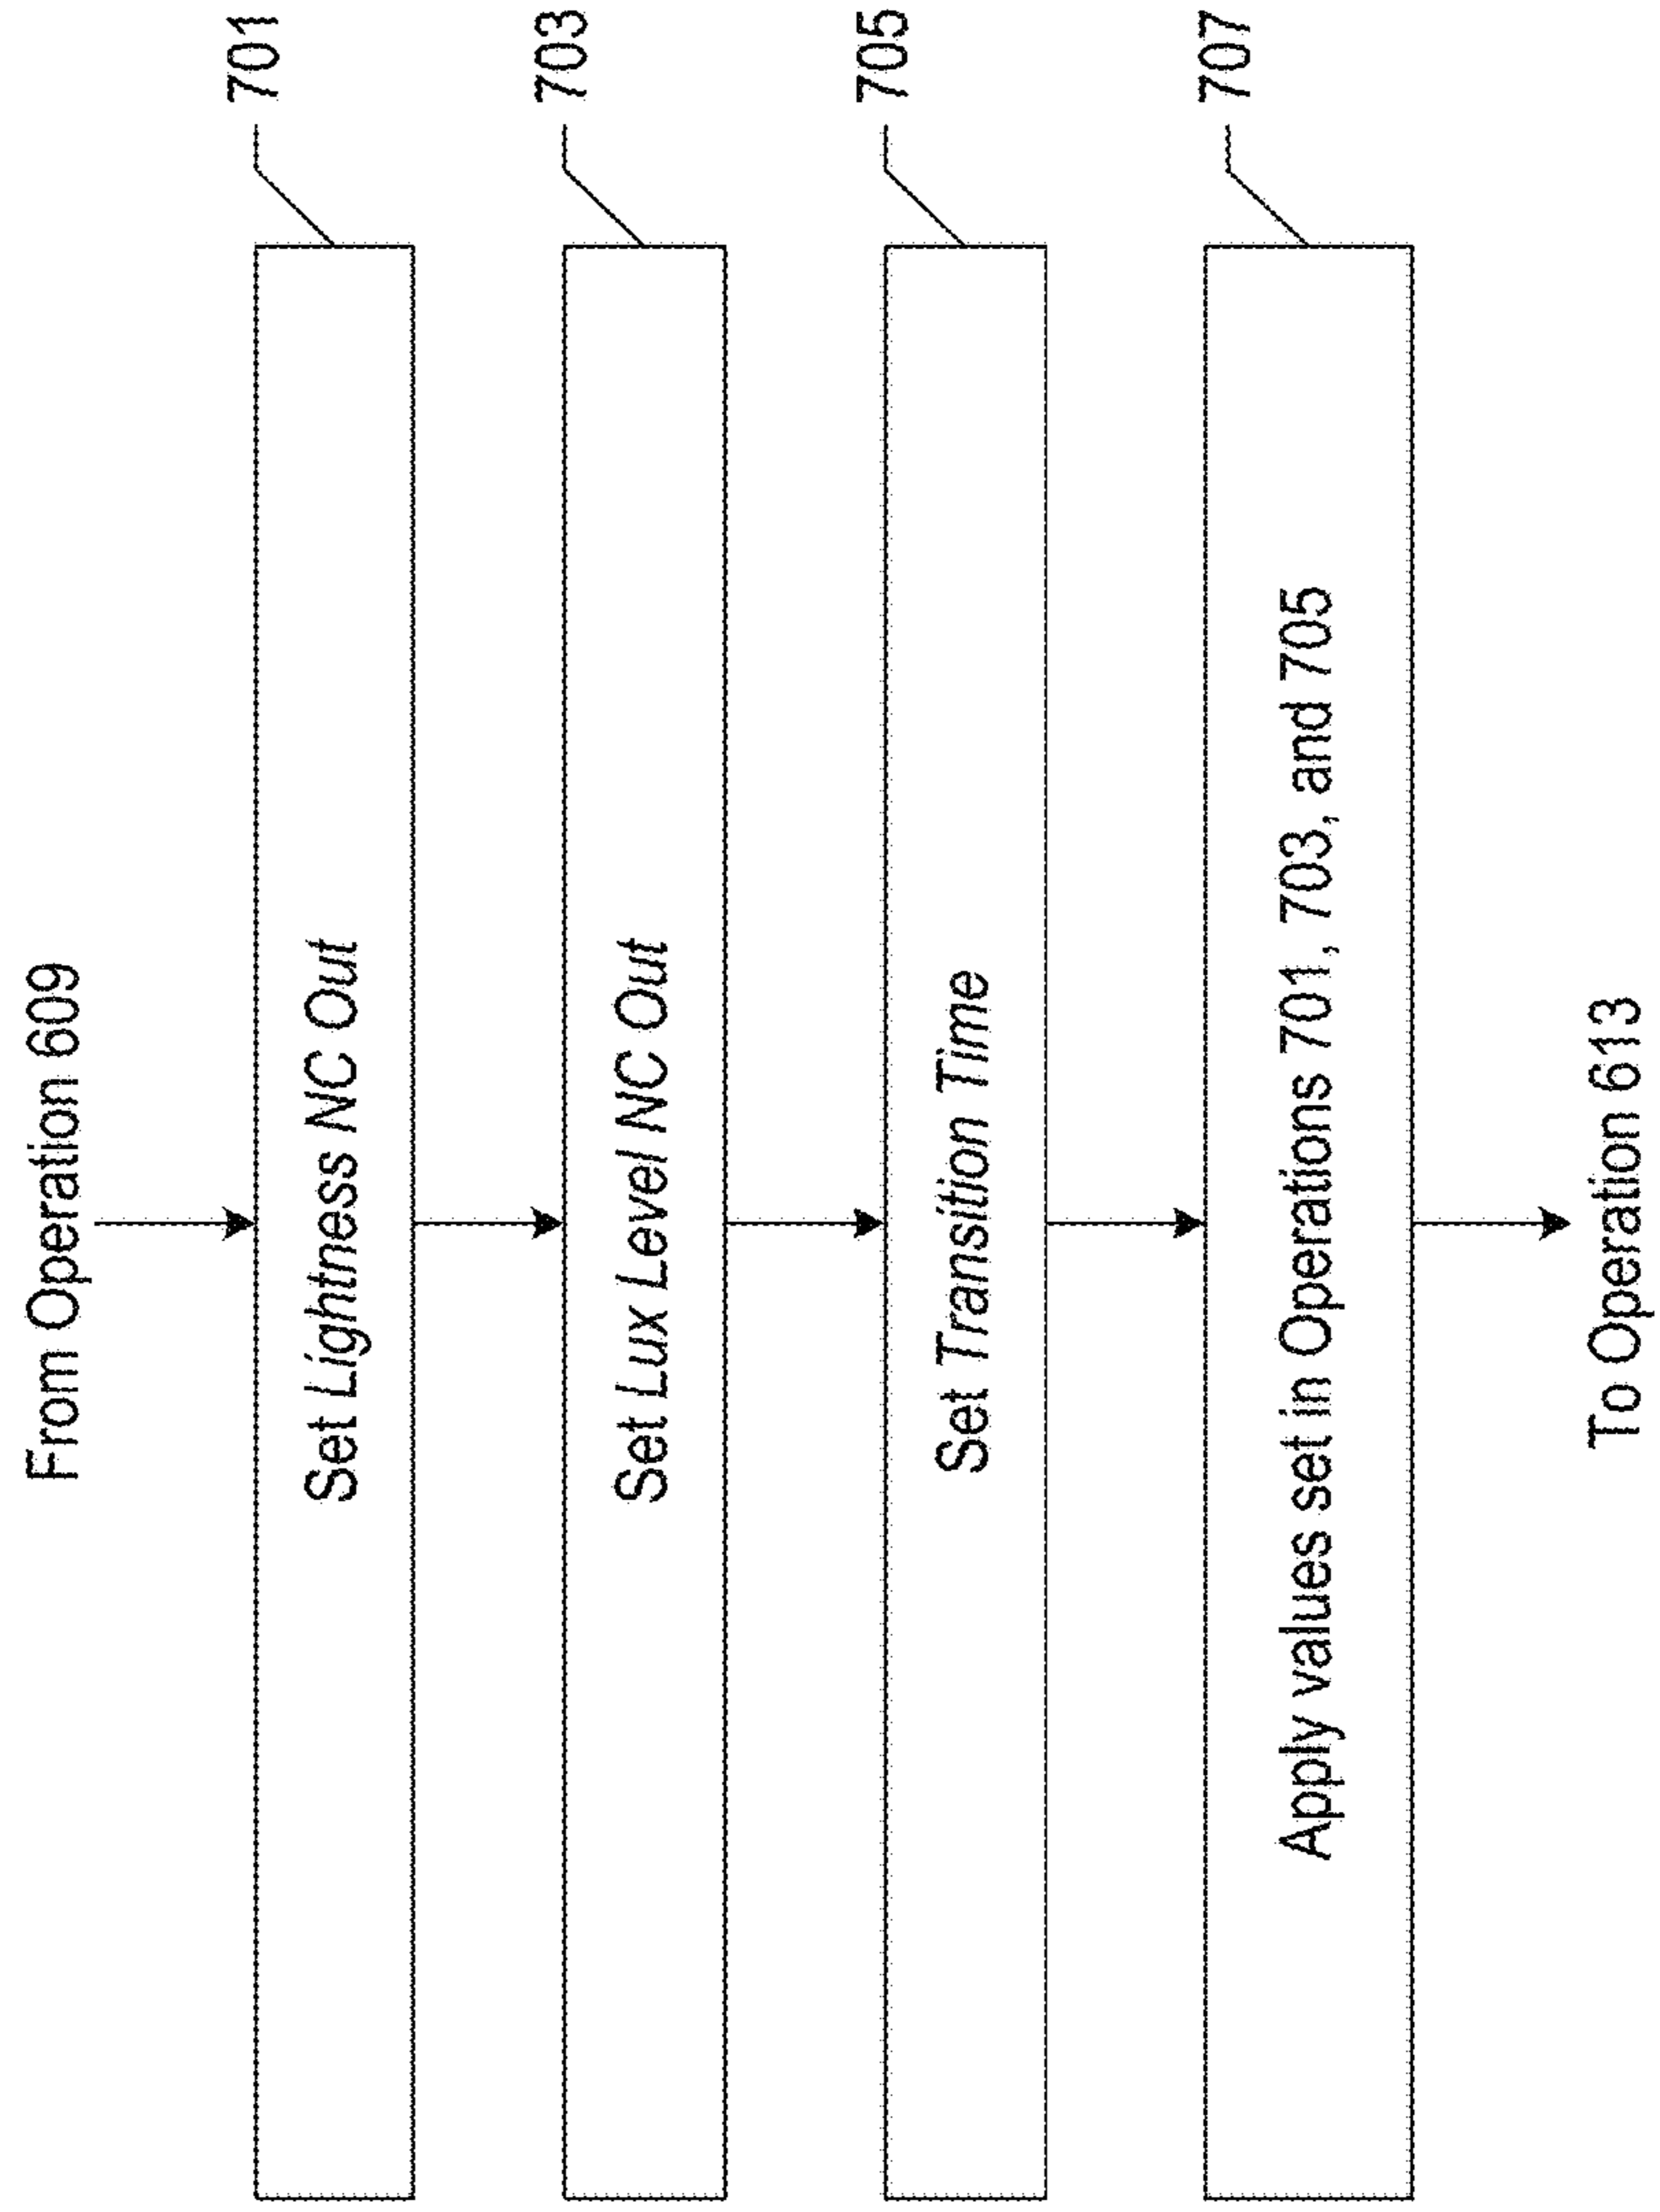 From Operation 609
701
Set Lightness NC Out
703
Set Lux Level NC Out
705
Set Transition Time
707
Apply values set in Operations 701, 703, and 705
To Operation 613